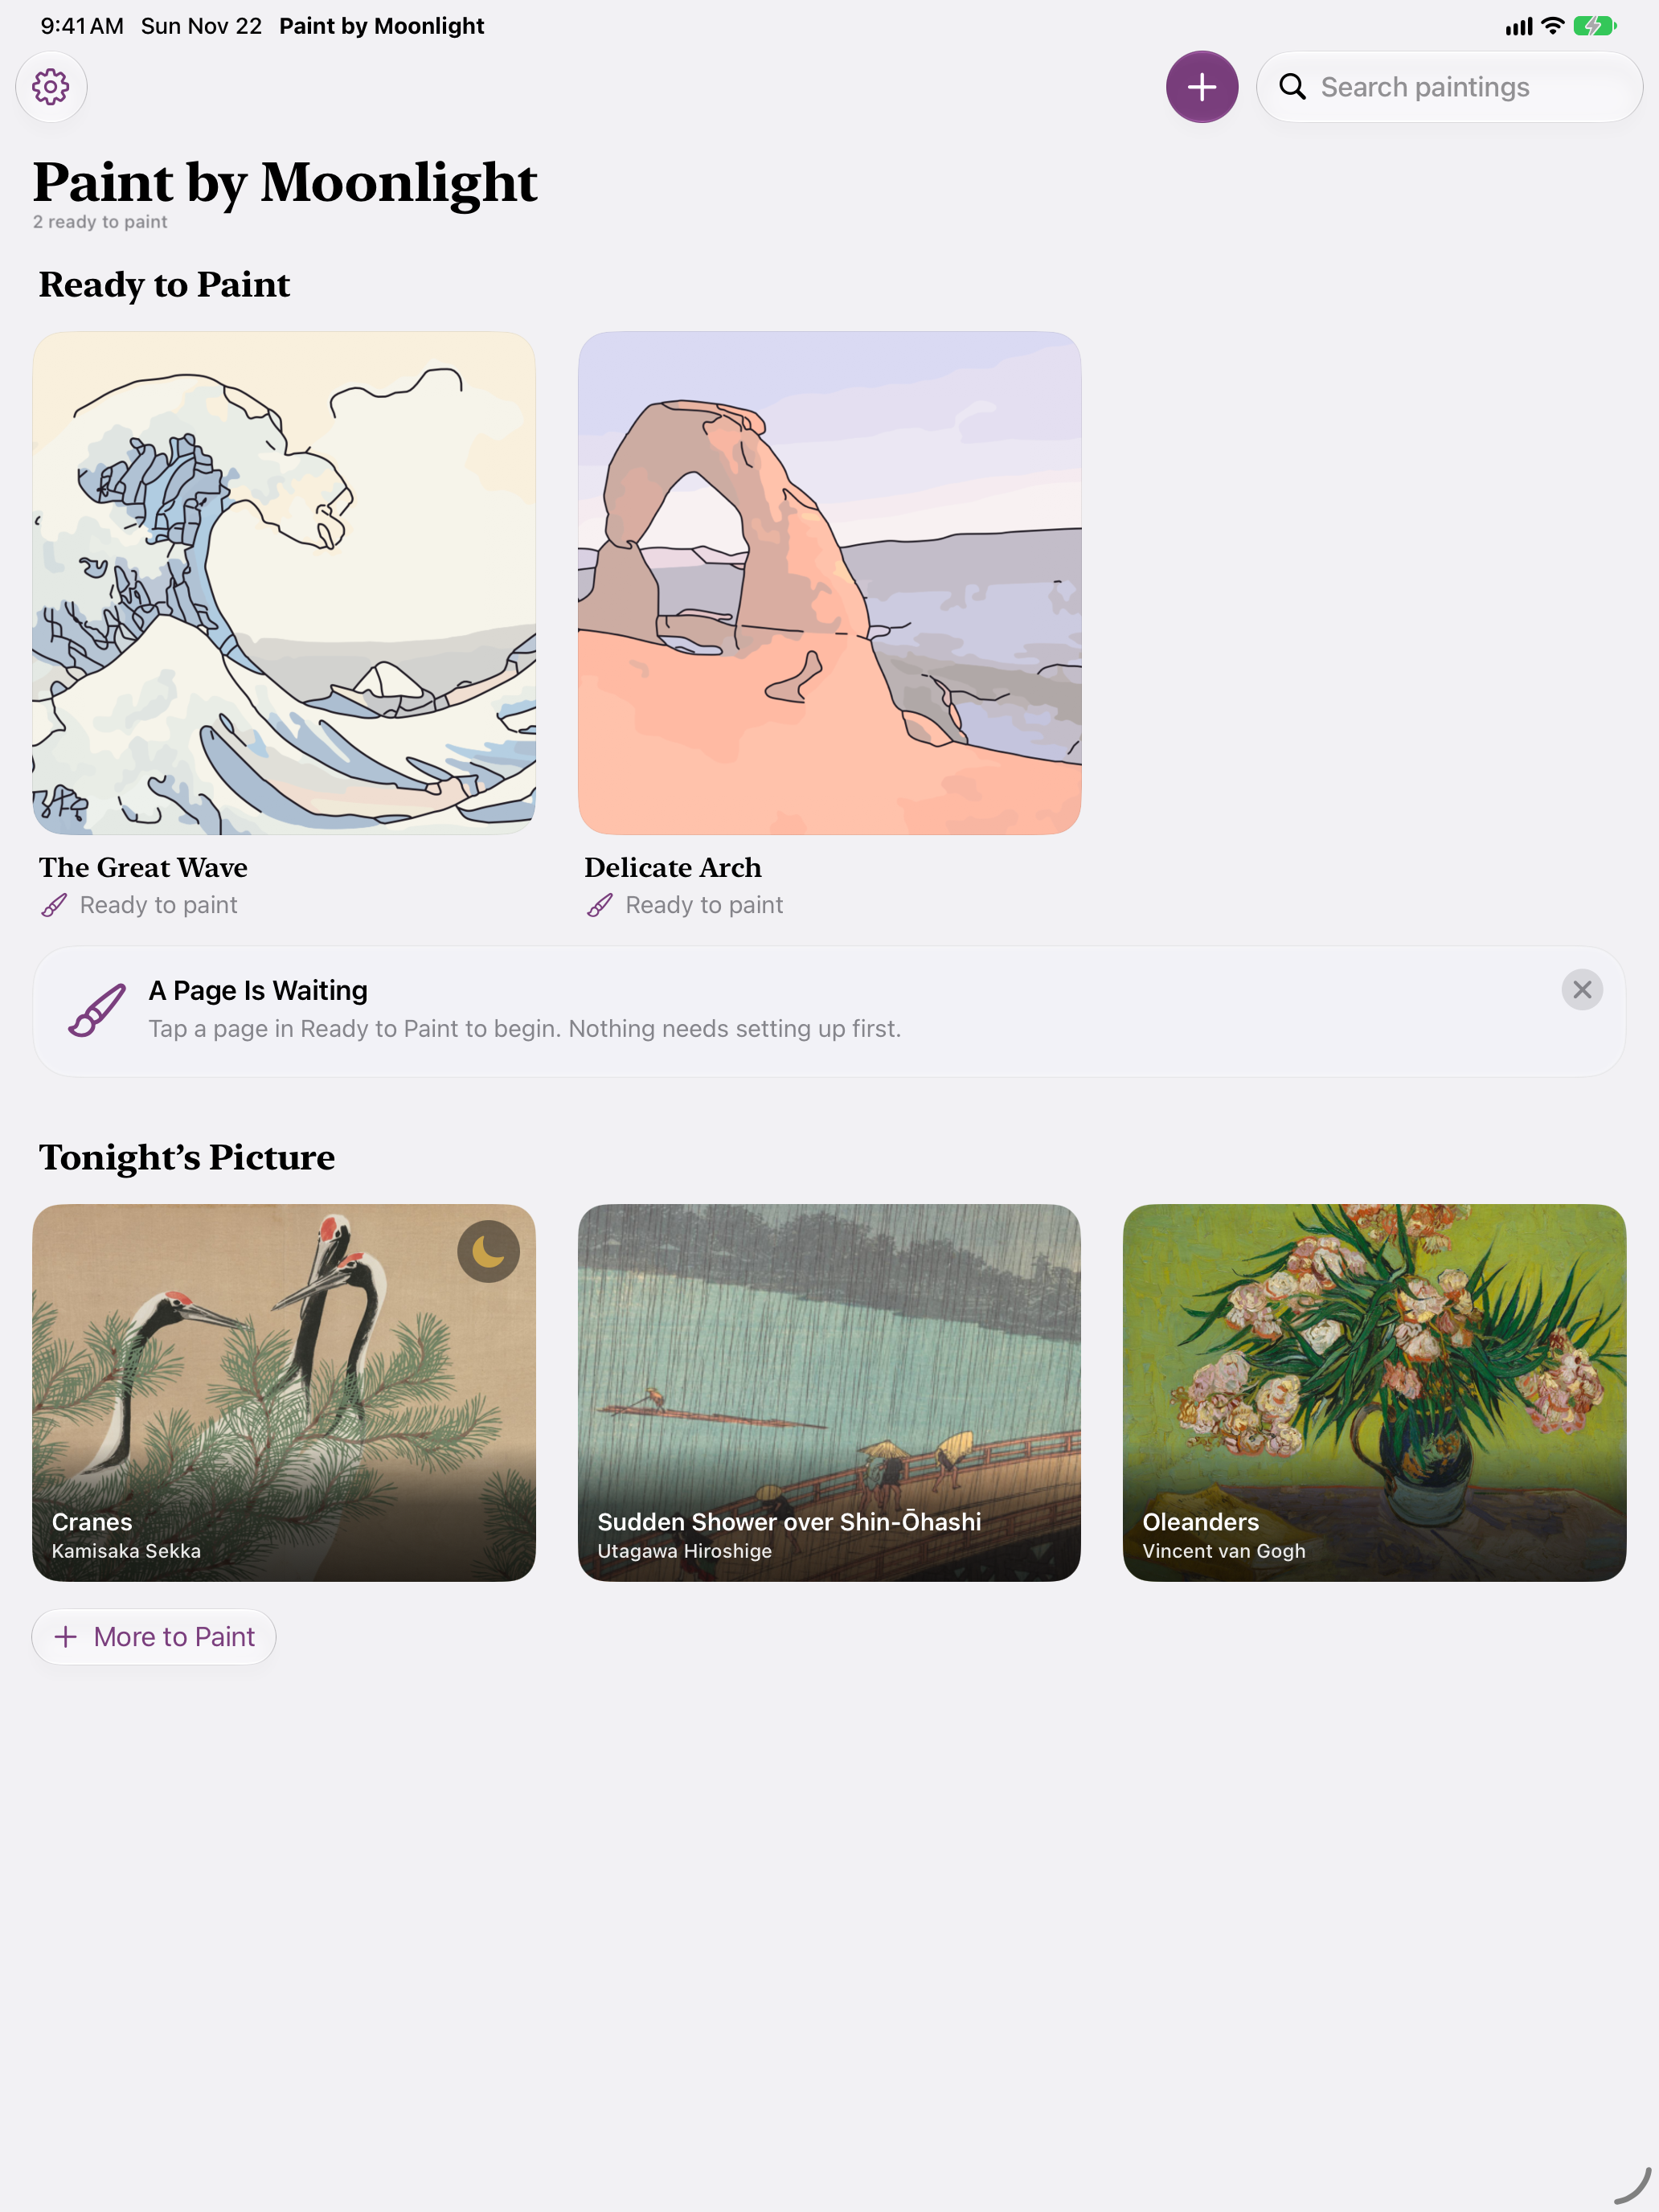 9:41 AM Sun Nov 22 Paint by Moonlight
Search paintings
Paint by Moonlight
2 ready to paint
Ready to Paint
The Great Wave
Ready to paint
Delicate Arch
Ready to paint
A Page Is Waiting
Tap a page in Ready to Paint to begin. Nothing needs setting up first.
Tonight’s Picture
Cranes
Kamisaka Sekka
Sudden Shower over Shin-Ōhashi
Utagawa Hiroshige
Oleanders
Vincent van Gogh
More to Paint